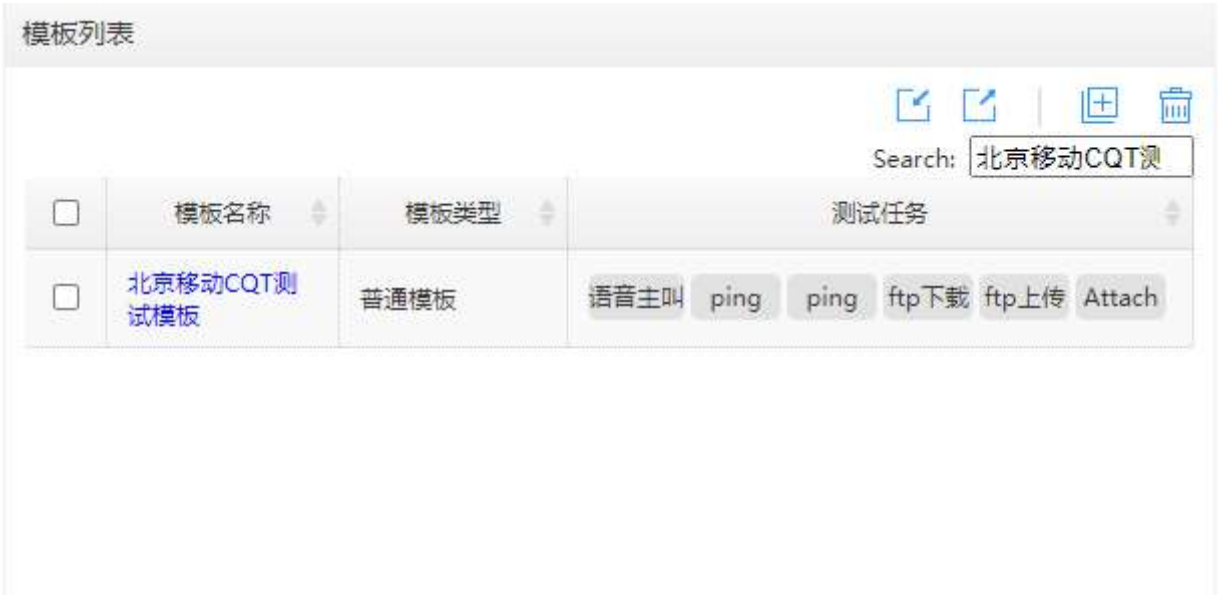 模板列表
Search: 北京移动CQT测
模板名称 模板类型 测试任务
北京移动CQT测
试模板
普通模板
语音主叫 ping ping ftp下载 ftp上传 Attach